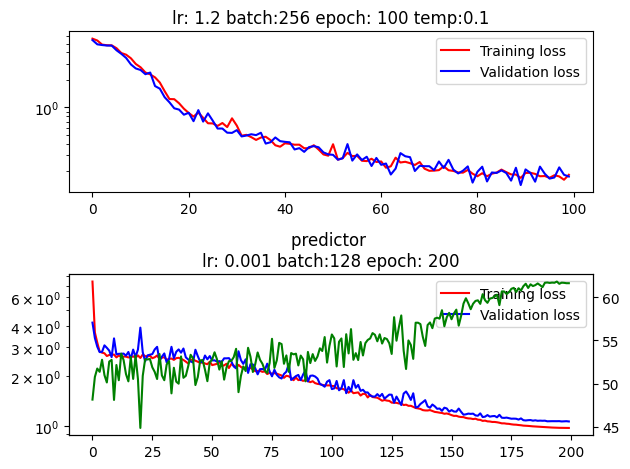 lr: 1.2 batch:256 epoch: 100 temp:0.1
Training loss
Validation loss
10⁰
0 20 40 60 80 100
predictor
lr: 0.001 batch:128 epoch: 200
Training loss
Validation loss
6 × 10⁰
4 × 10⁰
3 × 10⁰
2 × 10⁰
10⁰
60
55
50
45
0 25 50 75 100 125 150 175 200